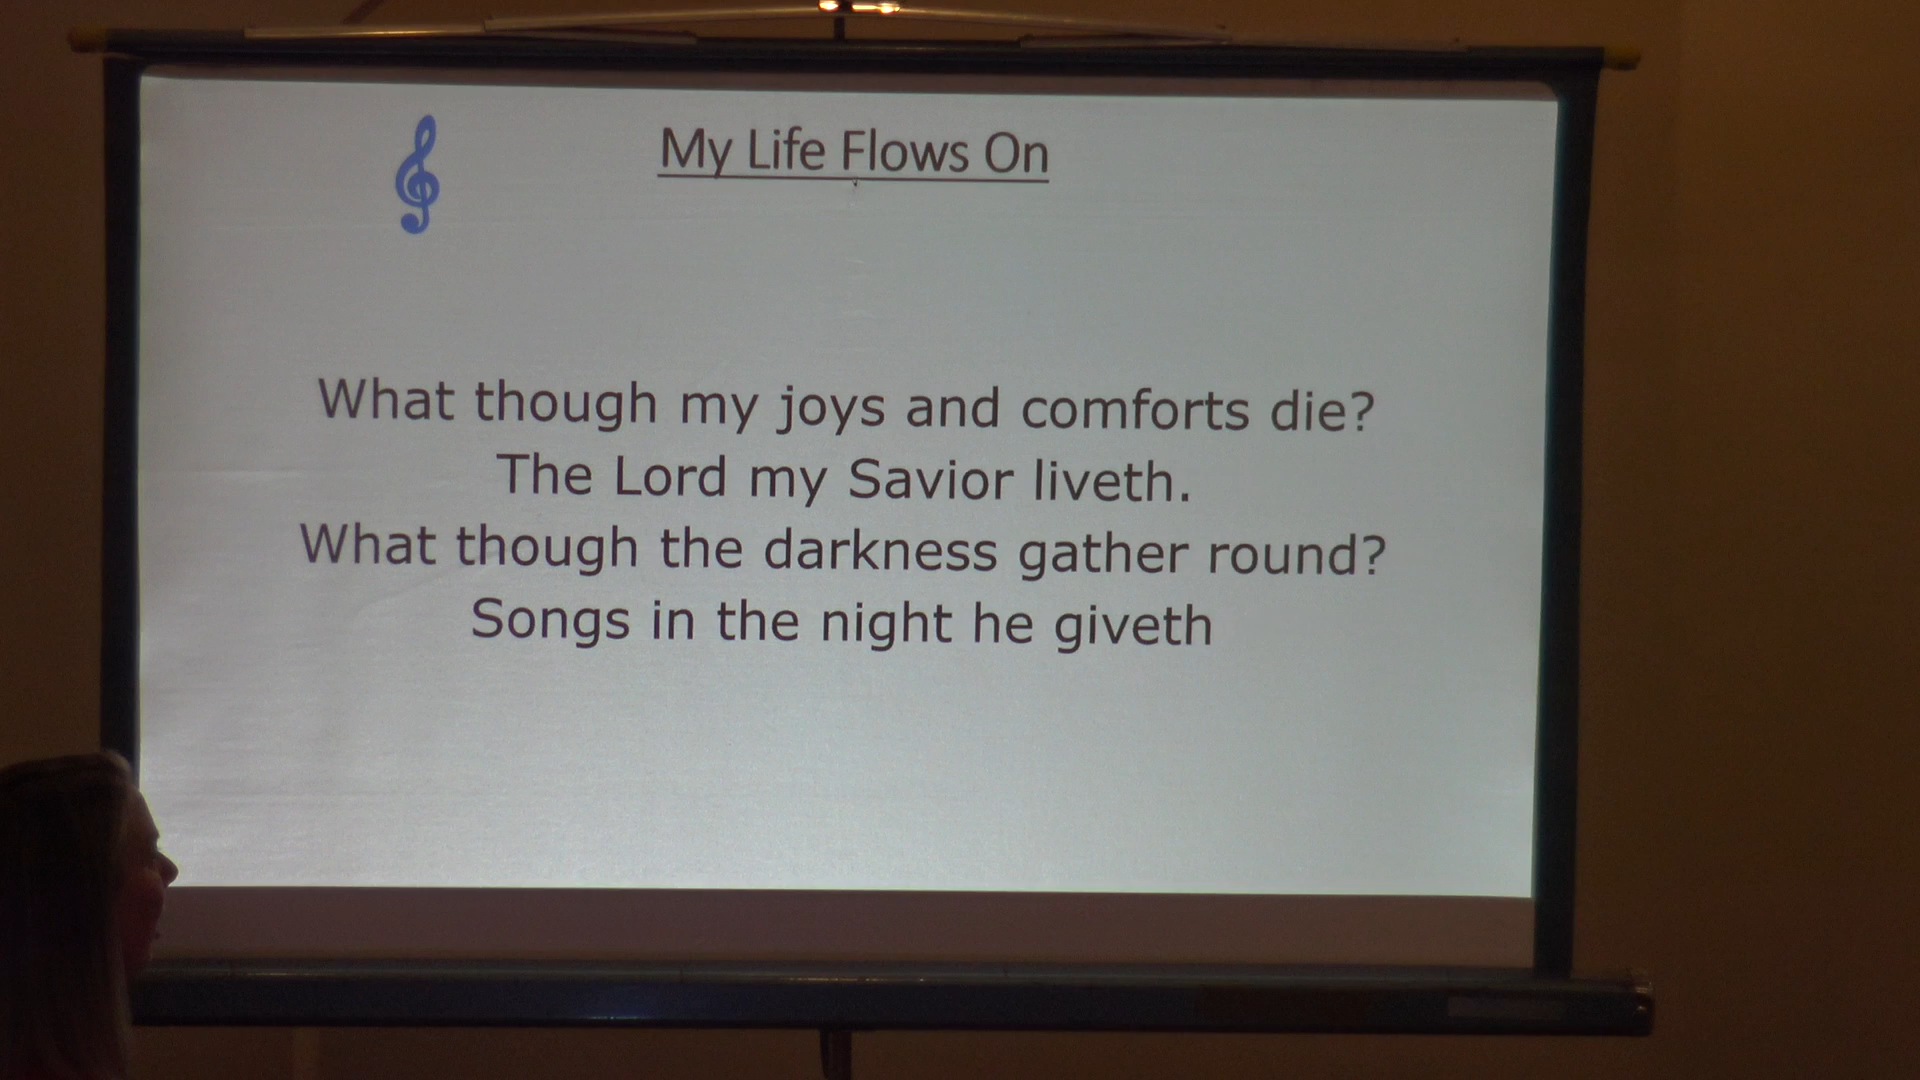 My Life Flows On
What though my joys and comforts die?
The Lord my Savior liveth.
What though the darkness gather round?
Songs in the night he giveth